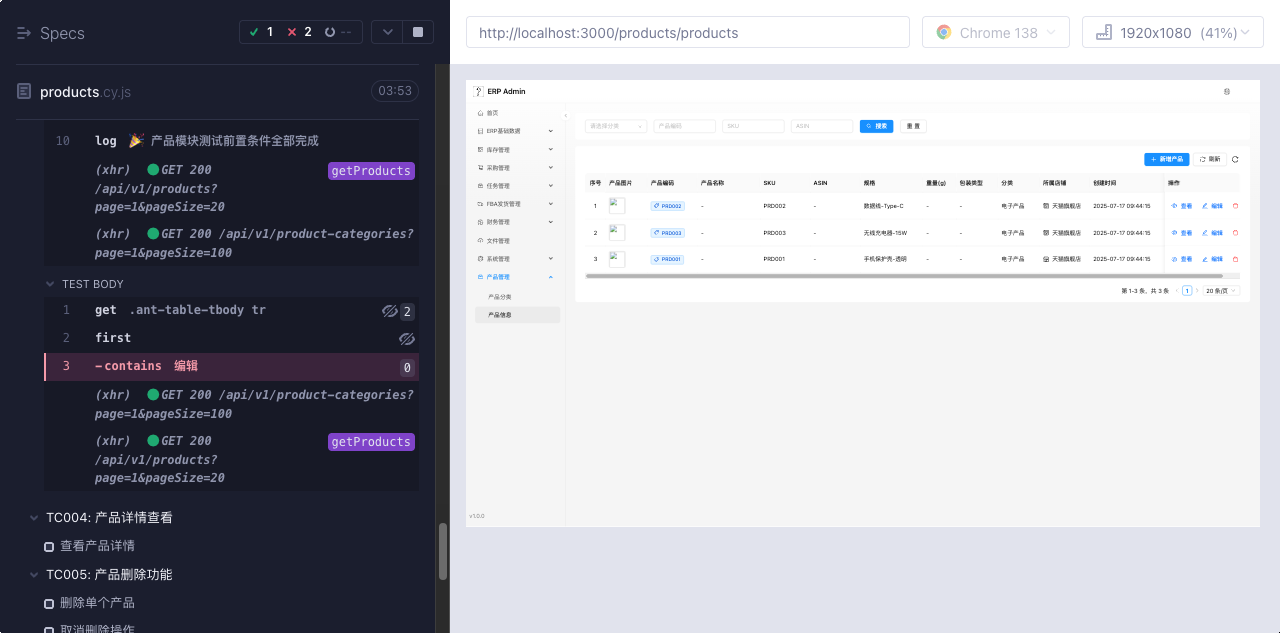 Specs
1 2 --
http://localhost:3000/products/products
Chrome 138
1920x1080 (41%)
products.cy.js
03:53
10 log 🎉 产品模块测试前置条件全部完成
(xhr) GET 200 getProducts
/api/v1/products?
page=1&pageSize=20
(xhr) GET 200 /api/v1/product-categories?
page=1&pageSize=100
TEST BODY
1 get .ant-table-tbody tr 2
2 first
3 -contains 编辑 0
(xhr) GET 200 /api/v1/product-categories?
page=1&pageSize=100
(xhr) GET 200 getProducts
/api/v1/products?
page=1&pageSize=20
TC004: 产品详情查看
查看产品详情
TC005: 产品删除功能
删除单个产品
取消删除操作
ERP Admin
首页
ERP基础数据
库存管理
采购管理
任务管理
FBA发货管理
财务管理
文件管理
系统管理
产品管理
产品分类
产品信息
v1.0.0
请选择分类 产品编码 SKU ASIN 搜索 重 置
新增产品 刷新
序号 产品图片 产品编码 产品名称 SKU ASIN 规格 重量(g) 包装类型 分类 所属店铺 创建时间 操作
1 PRD002 - PRD002 - 数据线-Type-C - - 电子产品 天猫旗舰店 2025-07-17 09:44:15 查看 编辑
2 PRD003 - PRD003 - 无线充电器-15W - - 电子产品 天猫旗舰店 2025-07-17 09:44:15 查看 编辑
3 PRD001 - PRD001 - 手机保护壳-透明 - - 电子产品 天猫旗舰店 2025-07-17 09:44:15 查看 编辑
第 1-3 条，共 3 条 1 20 条/页